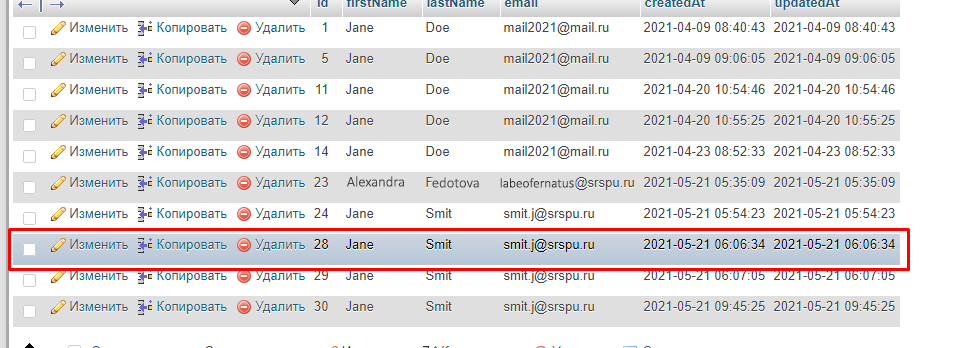 id firstName lastName email createdAt updatedAt
Изменить Копировать Удалить 1 Jane Doe mail2021@mail.ru 2021-04-09 08:40:43 2021-04-09 08:40:43
Изменить Копировать Удалить 5 Jane Doe mail2021@mail.ru 2021-04-09 09:06:05 2021-04-09 09:06:05
Изменить Копировать Удалить 11 Jane Doe mail2021@mail.ru 2021-04-20 10:54:46 2021-04-20 10:54:46
Изменить Копировать Удалить 12 Jane Doe mail2021@mail.ru 2021-04-20 10:55:25 2021-04-20 10:55:25
Изменить Копировать Удалить 14 Jane Doe mail2021@mail.ru 2021-04-23 08:52:33 2021-04-23 08:52:33
Изменить Копировать Удалить 23 Alexandra Fedotova labeofernatus@srspu.ru 2021-05-21 05:35:09 2021-05-21 05:35:09
Изменить Копировать Удалить 24 Jane Smit smit.j@srspu.ru 2021-05-21 05:54:23 2021-05-21 05:54:23
Изменить Копировать Удалить 28 Jane Smit smit.j@srspu.ru 2021-05-21 06:06:34 2021-05-21 06:06:34
Изменить Копировать Удалить 29 Jane Smit smit.j@srspu.ru 2021-05-21 06:07:05 2021-05-21 06:07:05
Изменить Копировать Удалить 30 Jane Smit smit.j@srspu.ru 2021-05-21 09:45:25 2021-05-21 09:45:25